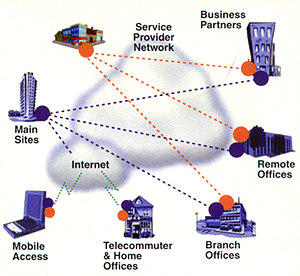 Service
Provider
Network
Business
Partners
Main
Sites
Internet
Remote
Offices
Mobile
Access
Telecommuter
& Home
Offices
Branch
Offices